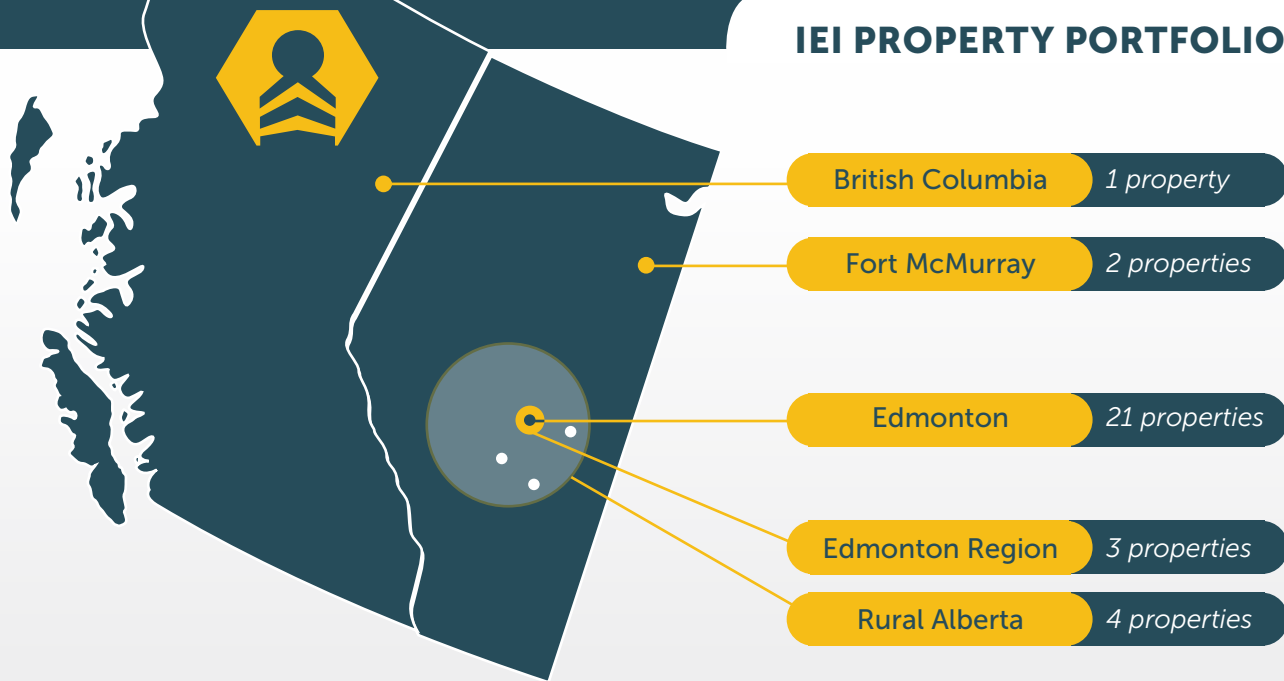 IEI PROPERTY PORTFOLIO
British Columbia 1 property
Fort McMurray 2 properties
Edmonton 21 properties
Edmonton Region 3 properties
Rural Alberta 4 properties